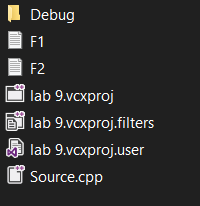 Debug
F1
F2
lab 9.vcxproj
lab 9.vcxproj.filters
lab 9.vcxproj.user
Source.cpp